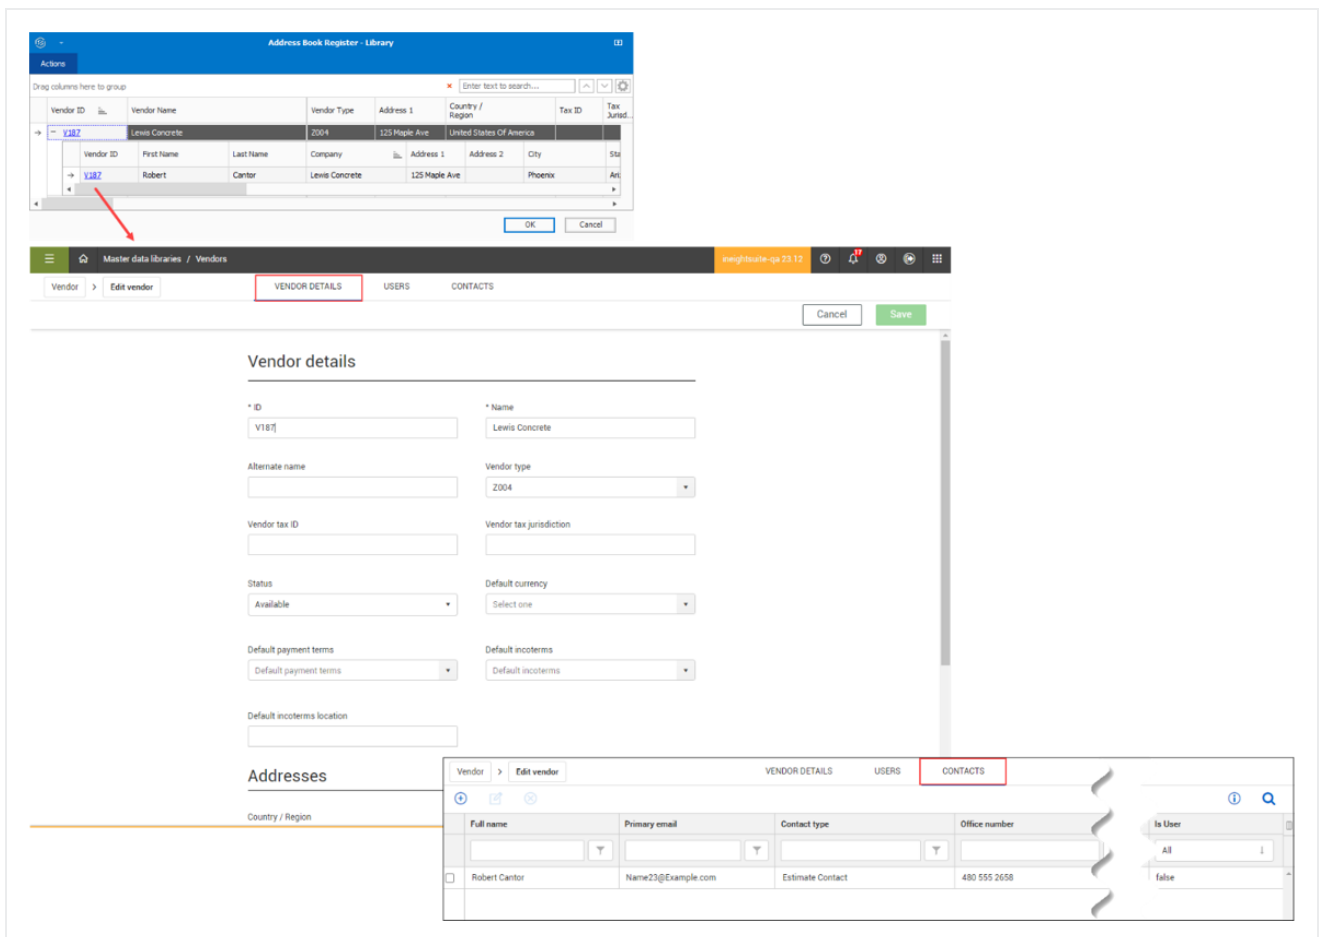 Address Book Register - Library
Actions
Drag columns here to group
Enter text to search...
Vendor ID Vendor Name Vendor Type Address 1 Country / Region Tax ID Tax Jurisd...
V187 Lewis Concrete Z004 125 Maple Ave United States Of America
Vendor ID First Name Last Name Company Address 1 Address 2 City Sta
V187 Robert Cantor Lewis Concrete 125 Maple Ave Phoenix Ari
OK Cancel
Master data libraries / Vendors ineightsuite-qa 23.12 17
Vendor > Edit vendor VENDOR DETAILS USERS CONTACTS
Cancel Save
Vendor details
* ID * Name
V187 Lewis Concrete
Alternate name Vendor type
Z004
Vendor tax ID Vendor tax jurisdiction
Status Default currency
Available Select one
Default payment terms Default incoterms
Default payment terms Default incoterms
Default incoterms location
Addresses
Country / Region
Vendor > Edit vendor VENDOR DETAILS USERS CONTACTS
Full name Primary email Contact type Office number Is User
All
Robert Cantor Name23@Example.com Estimate Contact 480 555 2658 false